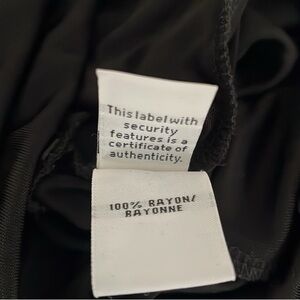 This label with
security
features is a
certificate of
authenticity.
100% RAYON/
RAYONNE